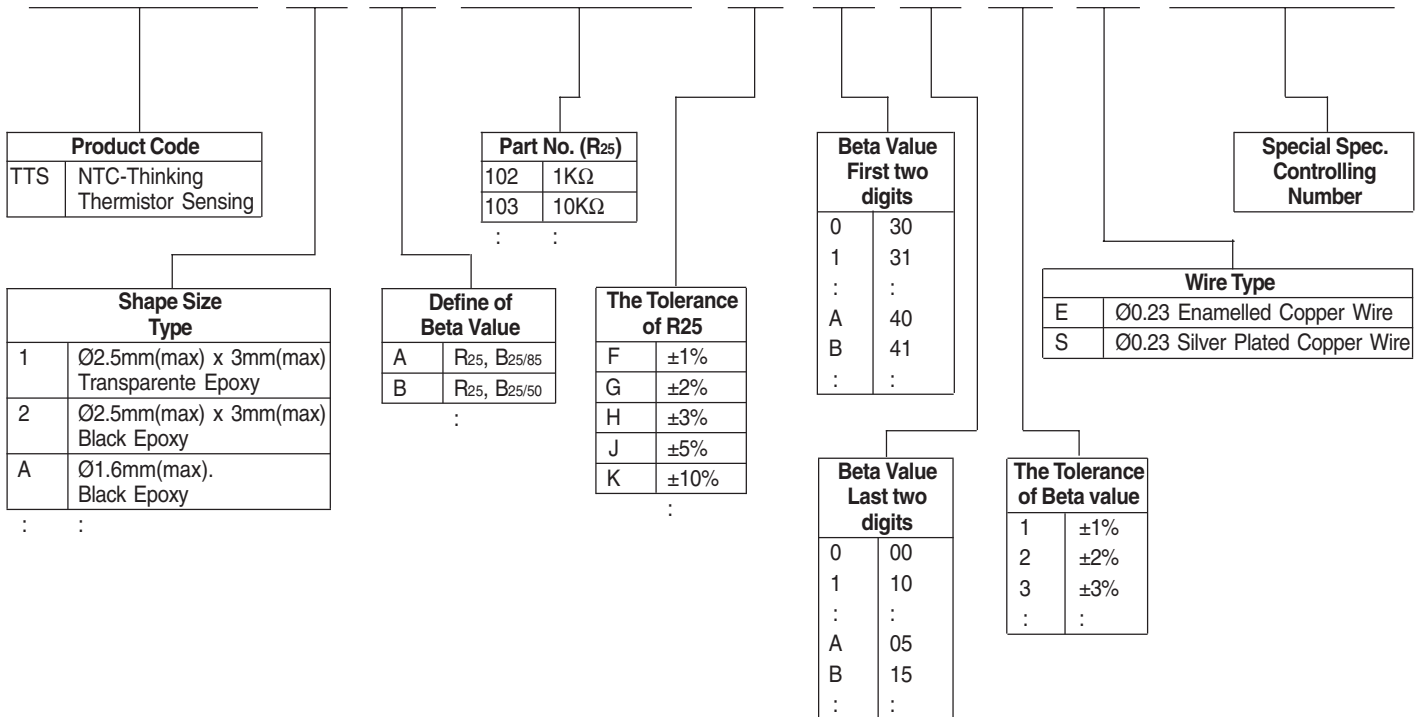 Product Code
TTS NTC-Thinking
Thermistor Sensing
Part No. (R25)
102 1KΩ
103 10KΩ
: :
Beta Value
First two
digits
0 30
1 31
: :
A 40
B 41
: :
Special Spec.
Controlling
Number
Shape Size
Type
1 Ø2.5mm(max) x 3mm(max)
Transparente Epoxy
2 Ø2.5mm(max) x 3mm(max)
Black Epoxy
A Ø1.6mm(max).
Black Epoxy
: :
Define of
Beta Value
A R25, B25/85
B R25, B25/50
:
The Tolerance
of R25
F ±1%
G ±2%
H ±3%
J ±5%
K ±10%
:
Wire Type
E Ø0.23 Enamelled Copper Wire
S Ø0.23 Silver Plated Copper Wire
Beta Value
Last two
digits
0 00
1 10
: :
A 05
B 15
: :
The Tolerance
of Beta value
1 ±1%
2 ±2%
3 ±3%
: :